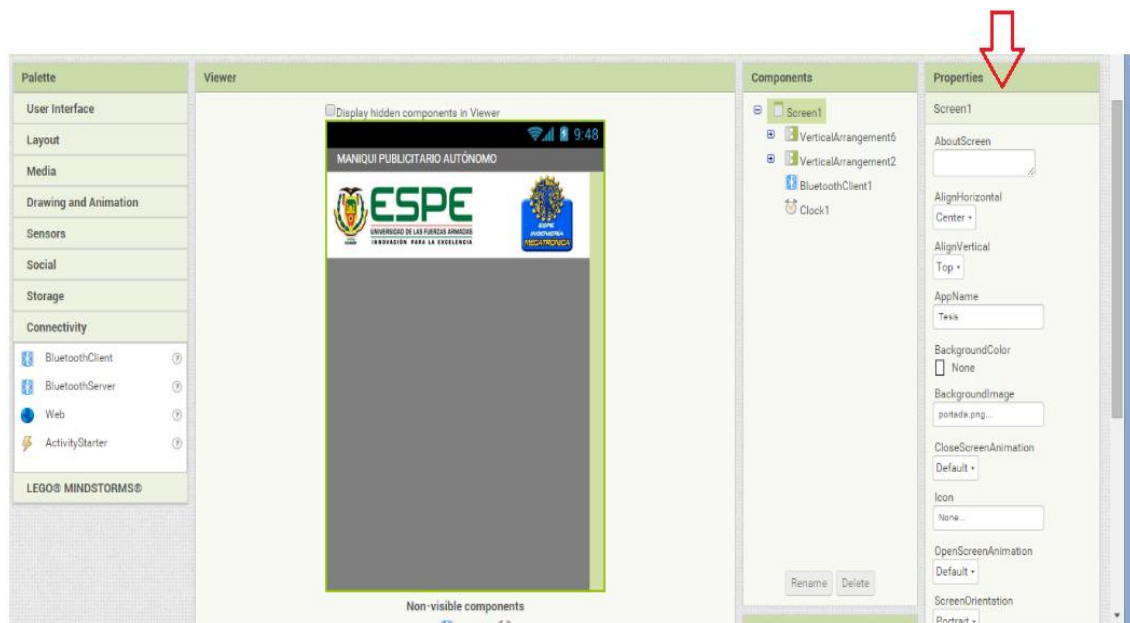 Palette
User Interface
Layout
Media
Drawing and Animation
Sensors
Social
Storage
Connectivity
BluetoothClient
BluetoothServer
Web
ActivityStarter
LEGO® MINDSTORMS®
Viewer
Display hidden components in Viewer
9:48
MANIQUI PUBLICITARIO AUTÓNOMO
ESPE
UNIVERSIDAD DE LAS FUERZAS ARMADAS
INNOVACIÓN PARA LA EXCELENCIA
ESPE
INGENIERÍA
MECATRÓNICA
Non-visible components
Components
Screen1
VerticalArrangement6
VerticalArrangement2
BluetoothClient1
Clock1
Rename Delete
Properties
Screen1
AboutScreen
AlignHorizontal
Center
AlignVertical
Top
AppName
Tesis
BackgroundColor
None
BackgroundImage
portada.png...
CloseScreenAnimation
Default
Icon
None...
OpenScreenAnimation
Default
ScreenOrientation
Portrait